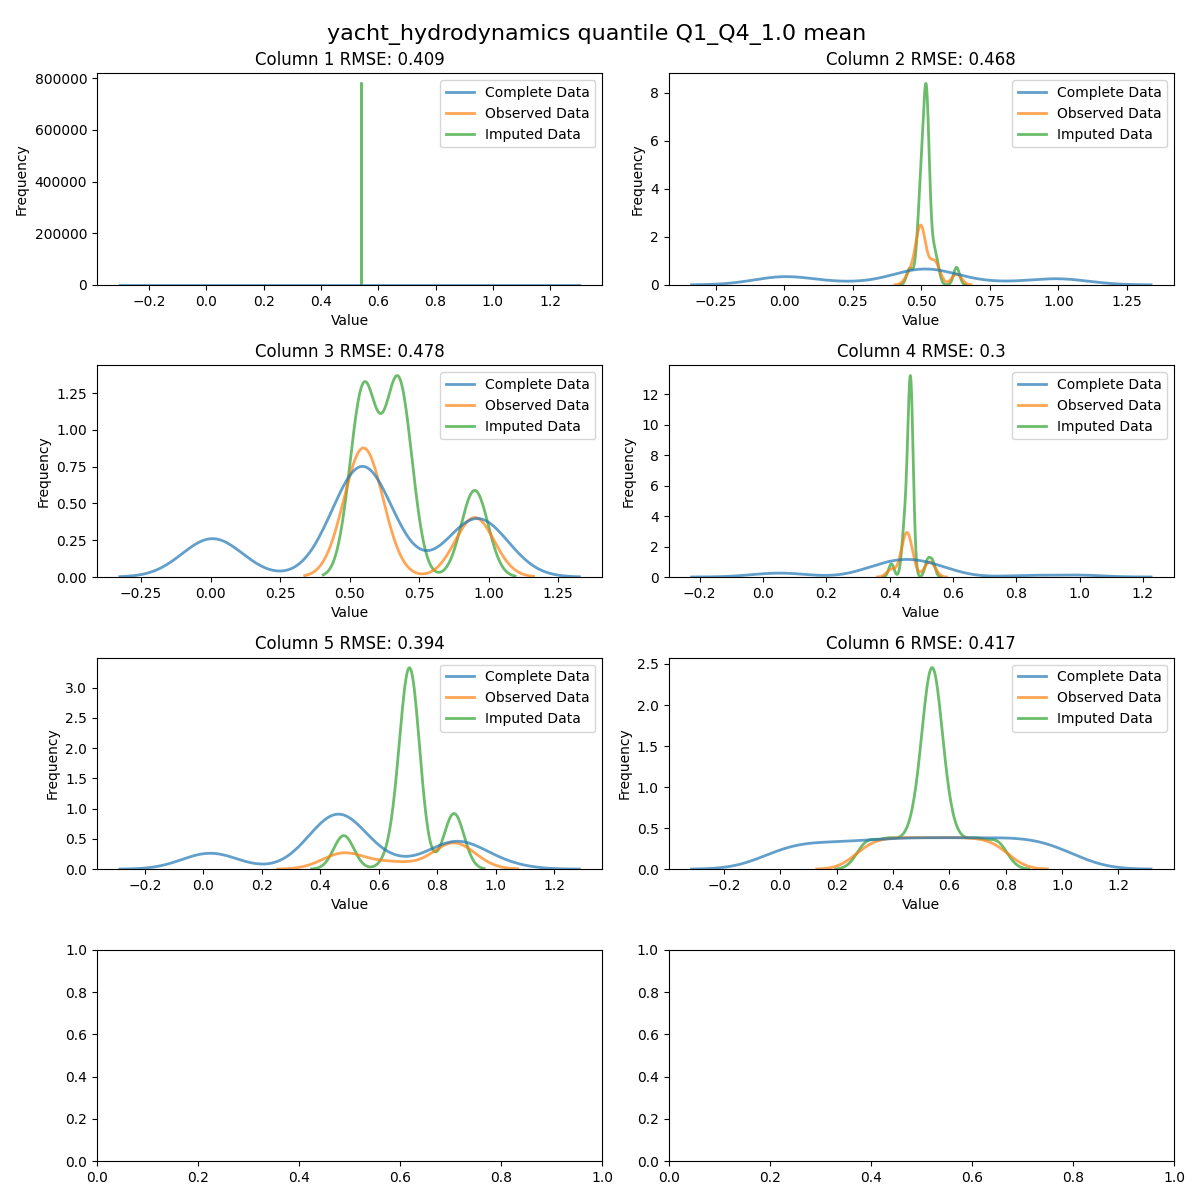 yacht_hydrodynamics quantile Q1_Q4_1.0 mean
Column 1 RMSE: 0.409
800000
600000
400000
200000
0
Frequency
−0.2 0.0 0.2 0.4 0.6 0.8 1.0 1.2
Value
Complete Data
Observed Data
Imputed Data
Column 2 RMSE: 0.468
8
6
4
2
0
Frequency
−0.25 0.00 0.25 0.50 0.75 1.00 1.25
Value
Complete Data
Observed Data
Imputed Data
Column 3 RMSE: 0.478
1.25
1.00
0.75
0.50
0.25
0.00
Frequency
−0.25 0.00 0.25 0.50 0.75 1.00 1.25
Value
Complete Data
Observed Data
Imputed Data
Column 4 RMSE: 0.3
12
10
8
6
4
2
0
Frequency
−0.2 0.0 0.2 0.4 0.6 0.8 1.0 1.2
Value
Complete Data
Observed Data
Imputed Data
Column 5 RMSE: 0.394
3.0
2.5
2.0
1.5
1.0
0.5
0.0
Frequency
−0.2 0.0 0.2 0.4 0.6 0.8 1.0 1.2
Value
Complete Data
Observed Data
Imputed Data
Column 6 RMSE: 0.417
2.5
2.0
1.5
1.0
0.5
0.0
Frequency
−0.2 0.0 0.2 0.4 0.6 0.8 1.0 1.2
Value
Complete Data
Observed Data
Imputed Data
1.0
0.8
0.6
0.4
0.2
0.0
0.0 0.2 0.4 0.6 0.8 1.0
1.0
0.8
0.6
0.4
0.2
0.0
0.0 0.2 0.4 0.6 0.8 1.0